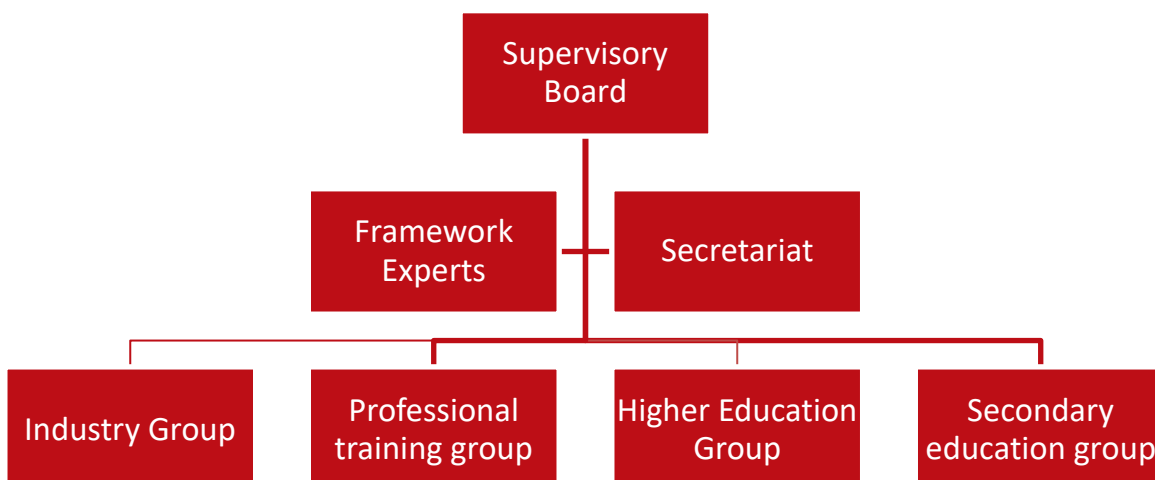 Supervisory
Board
Framework
Experts
Secretariat
Industry Group
Professional
training group
Higher Education
Group
Secondary
education group